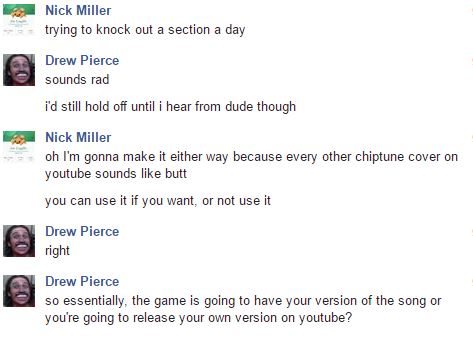 Nick Miller
trying to knock out a section a day
Drew Pierce
sounds rad
i'd still hold off until i hear from dude though
Nick Miller
oh I'm gonna make it either way because every other chiptune cover on
youtube sounds like butt
you can use it if you want, or not use it
Drew Pierce
right
Drew Pierce
so essentially, the game is going to have your version of the song or
you're going to release your own version on youtube?